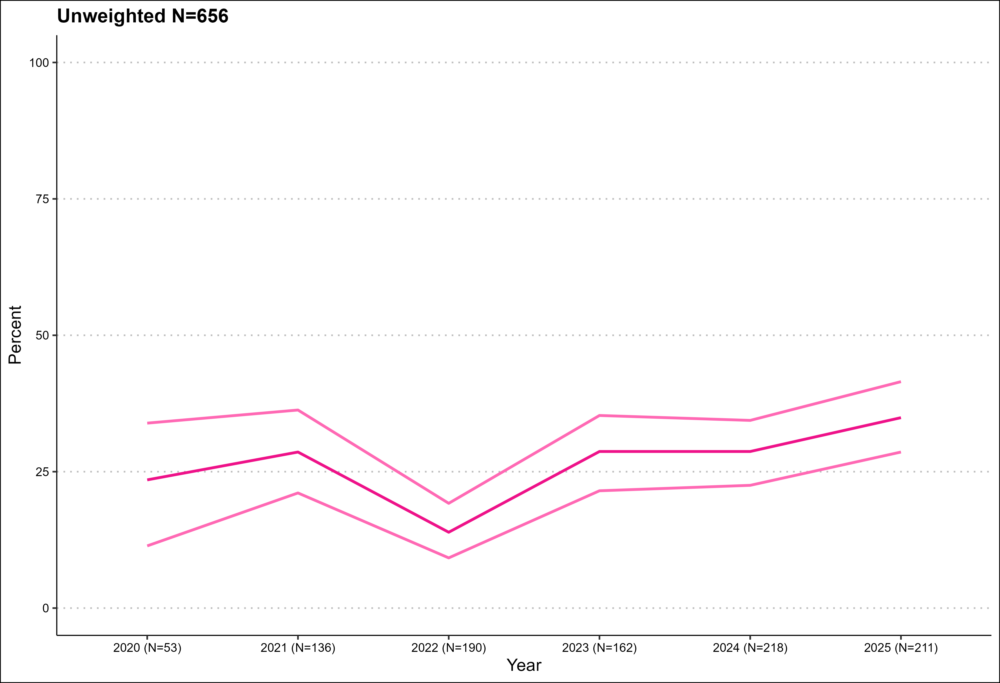 Unweighted N=656
100
75
50
25
0
Percent
2020 (N=53)
2021 (N=136)
2022 (N=190)
2023 (N=162)
2024 (N=218)
2025 (N=211)
Year